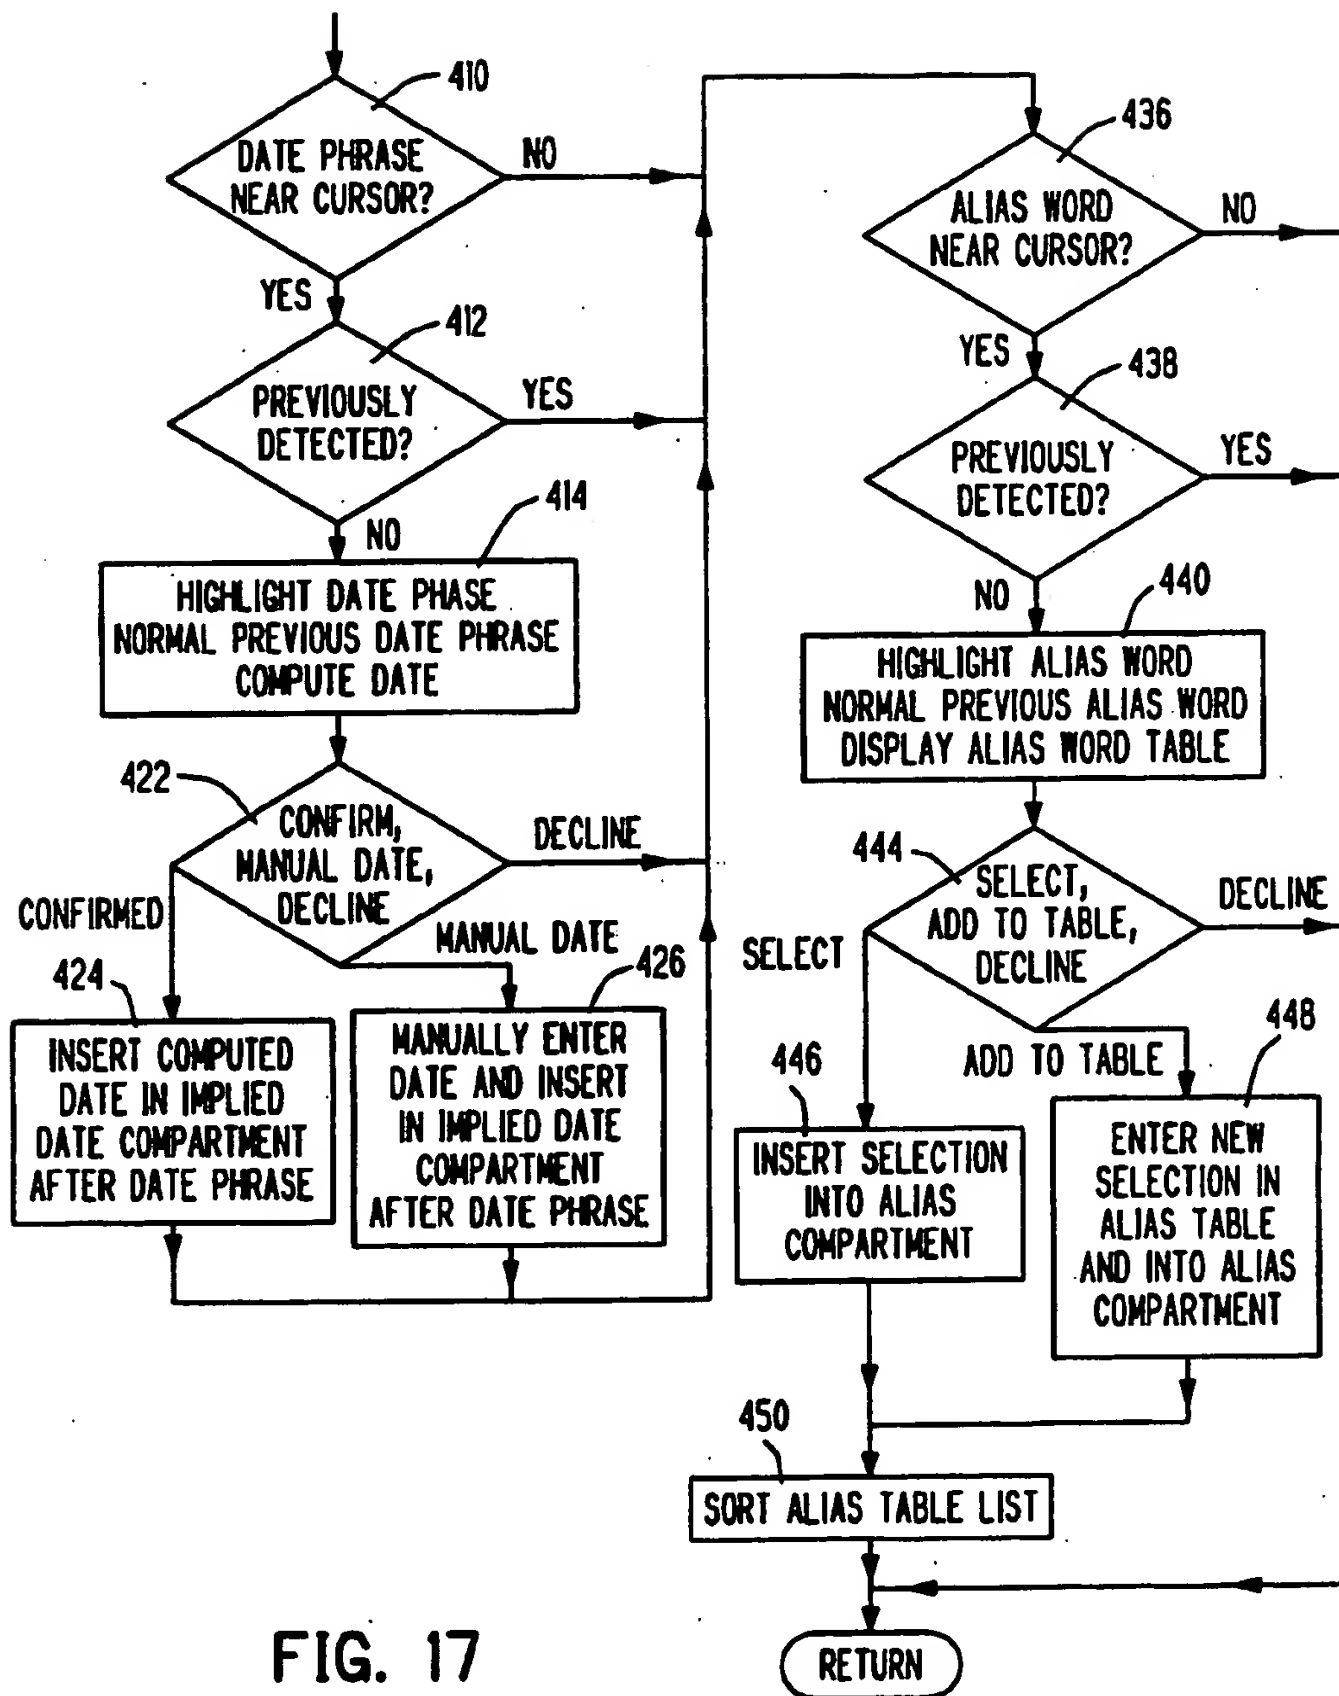 410
DATE PHRASE
NEAR CURSOR?
NO
YES
412
PREVIOUSLY
DETECTED?
YES
NO
414
HIGHLIGHT DATE PHASE
NORMAL PREVIOUS DATE PHRASE
COMPUTE DATE
422
CONFIRM,
MANUAL DATE,
DECLINE
DECLINE
CONFIRMED
MANUAL DATE
424
INSERT COMPUTED
DATE IN IMPLIED
DATE COMPARTMENT
AFTER DATE PHRASE
426
MANUALLY ENTER
DATE AND INSERT
IN IMPLIED DATE
COMPARTMENT
AFTER DATE PHRASE
436
ALIAS WORD
NEAR CURSOR?
NO
YES
438
PREVIOUSLY
DETECTED?
YES
NO
440
HIGHLIGHT ALIAS WORD
NORMAL PREVIOUS ALIAS WORD
DISPLAY ALIAS WORD TABLE
444
SELECT,
ADD TO TABLE,
DECLINE
DECLINE
SELECT
ADD TO TABLE
446
INSERT SELECTION
INTO ALIAS
COMPARTMENT
448
ENTER NEW
SELECTION IN
ALIAS TABLE
AND INTO ALIAS
COMPARTMENT
450
SORT ALIAS TABLE LIST
RETURN
FIG. 17